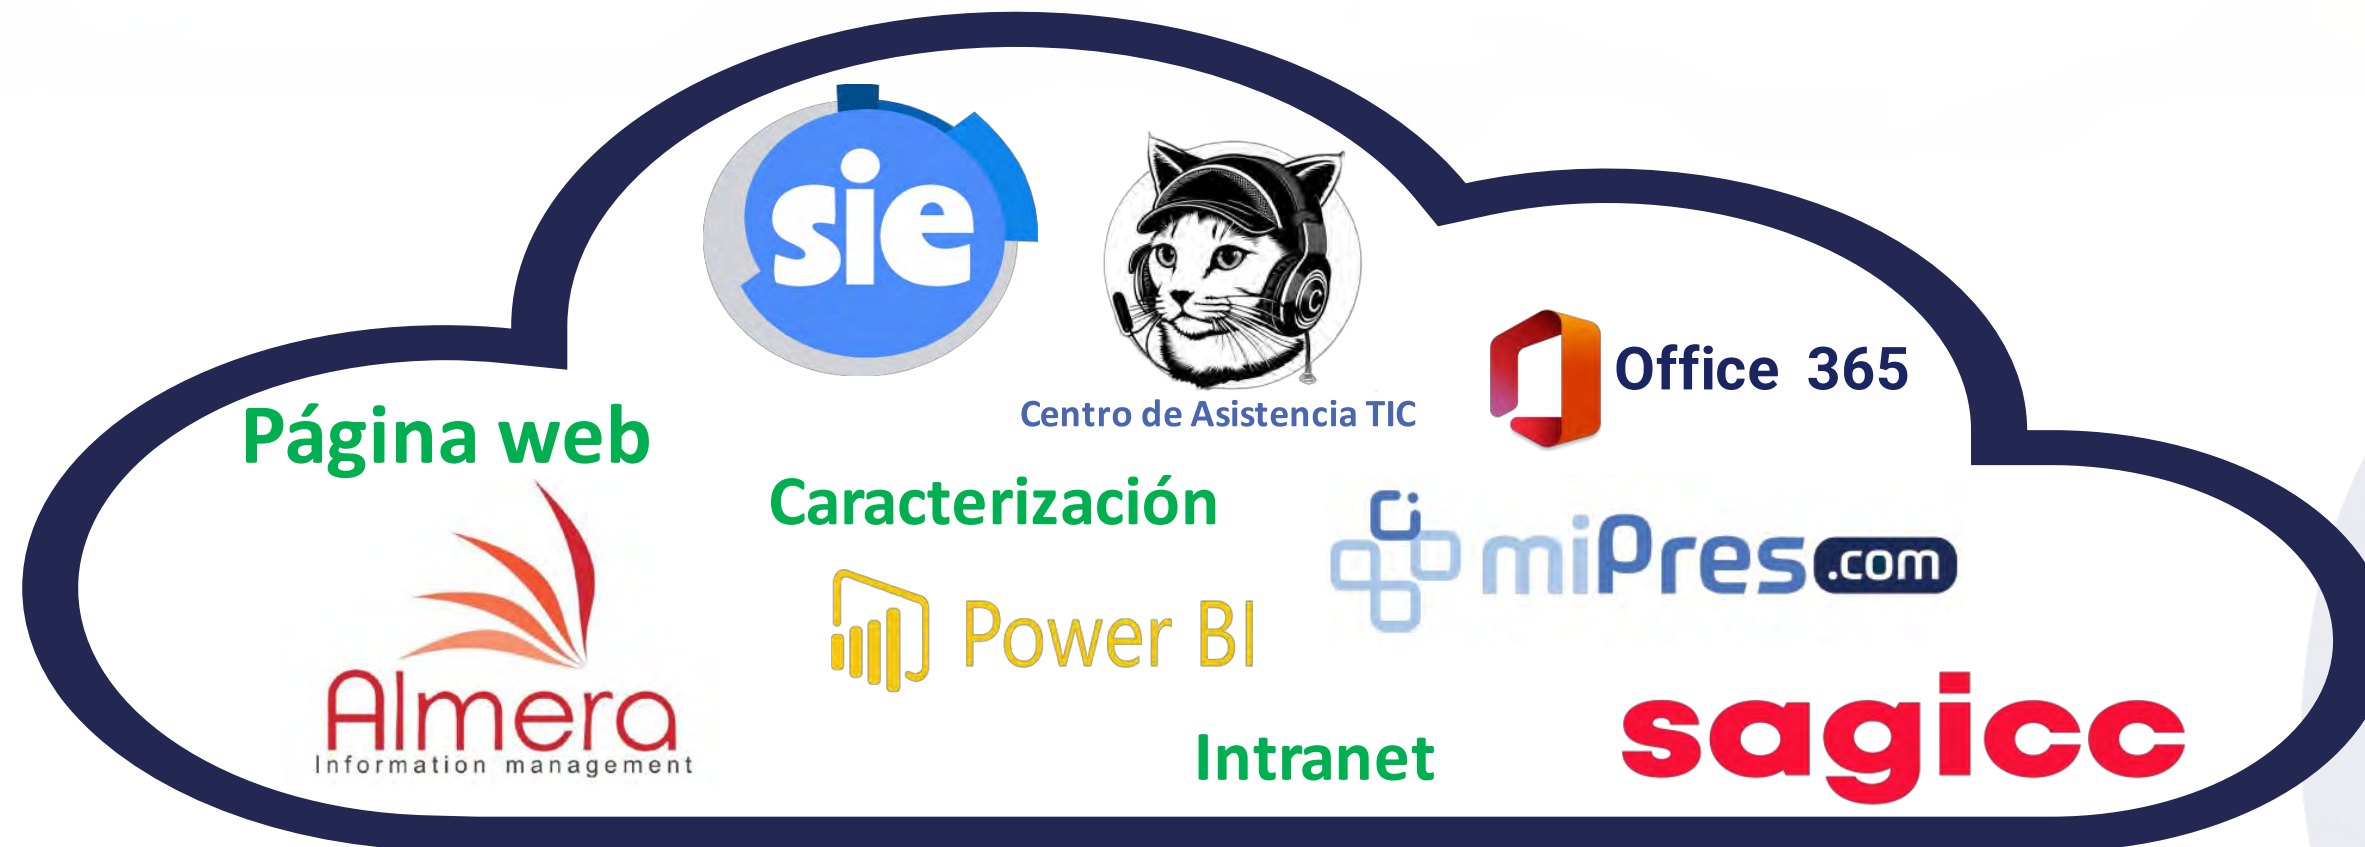 sie
Centro de Asistencia TIC
Office 365
Página web
Caracterización
miPres.com
Power BI
Almera
Information management
Intranet
sagicc